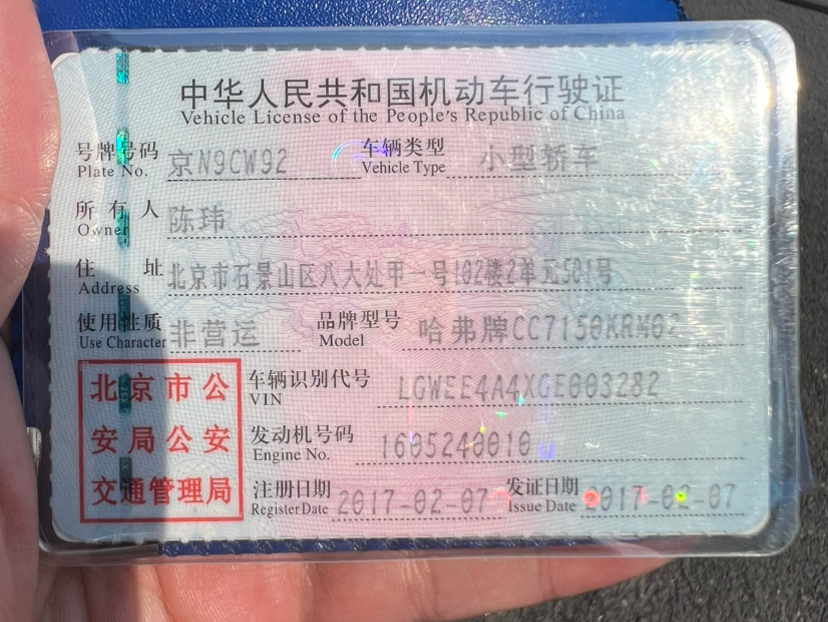 中华人民共和国机动车行驶证
Vehicle License of the People's Republic of China
号牌号码 京N9CW92 车辆类型 小型轿车
Plate No. Vehicle Type
所有人 陈玮
Owner
住址 北京市石景山区八大处甲一号102楼2单元501号
Address
使用性质 非营运 品牌型号 哈弗牌CC7150KRM02
Use Character Model
北京市公
安局公安
交通管理局
车辆识别代号 LGWEE4A4XGE003282
VIN
发动机号码 1605240010
Engine No.
注册日期 2017-02-07 发证日期 2017-02-07
Register Date Issue Date